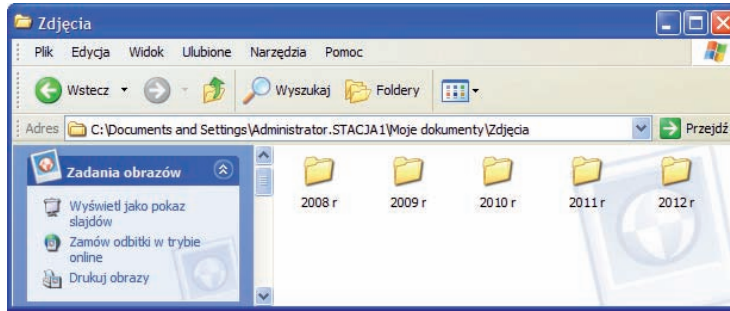 Zdjęcia
Plik Edycja Widok Ulubione Narzędzia Pomoc
Wstecz Wyszukaj Foldery
Adres C:\Documents and Settings\Administrator.STACJA1\Moje dokumenty\Zdjęcia Przejdź
Zadania obrazów
Wyświetl jako pokaz
slajdów
Zamów odbitki w trybie
online
Drukuj obrazy
2008 r 2009 r 2010 r 2011 r 2012 r